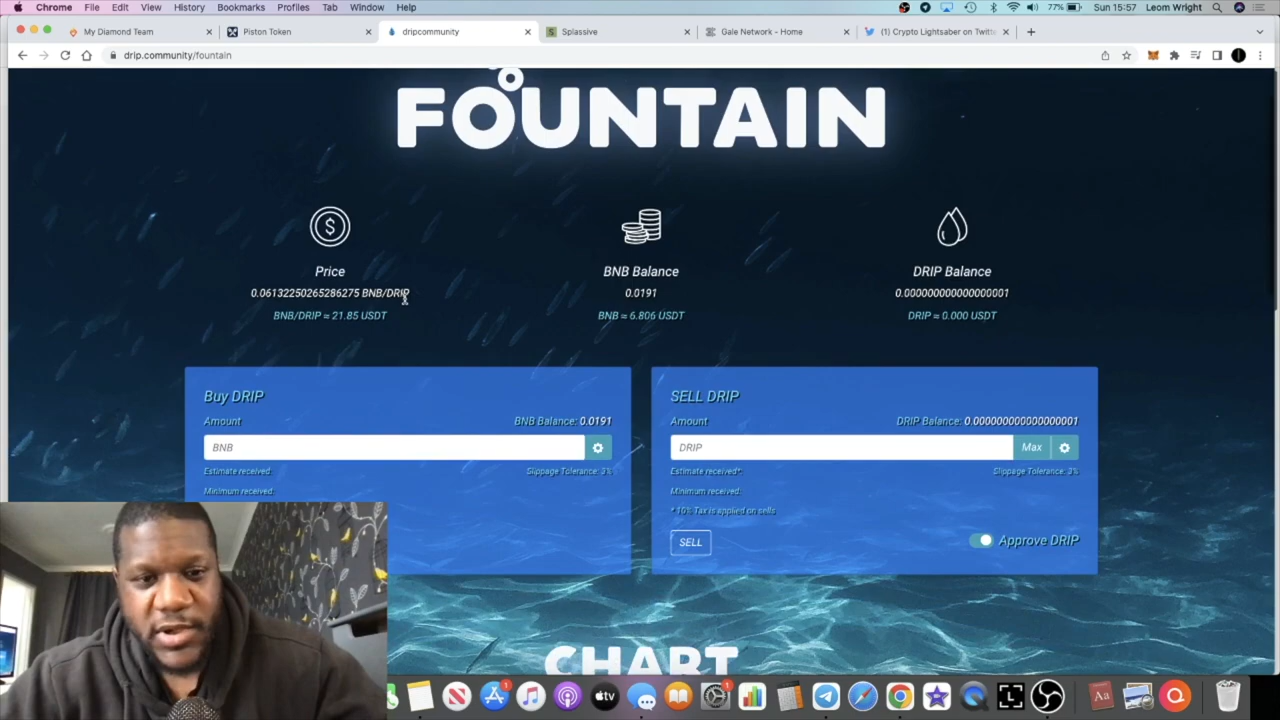 Chrome File Edit View History Bookmarks Profiles Tab Window Help 77% Sun 15:57 Leom Wright
My Diamond Team Piston Token dripcommunity Splassive Gale Network - Home (1) Crypto Lightsaber on Twitt
drip.community/fountain
FOUNTAIN
Price BNB Balance DRIP Balance
0.06132250265286275 BNB/DRIP 0.0191 0.000000000000000001
BNB/DRIP ≈ 21.85 USDT BNB ≈ 6.806 USDT DRIP ≈ 0.000 USDT
Buy DRIP SELL DRIP
Amount BNB Balance: 0.0191 Amount DRIP Balance: 0.000000000000000001
BNB DRIP Max
Estimate received: Slippage Tolerance: 3% Estimate received*: Slippage Tolerance: 3%
Minimum received: Minimum received:
* 10% Tax is applied on sells
SELL Approve DRIP
CHART
tv